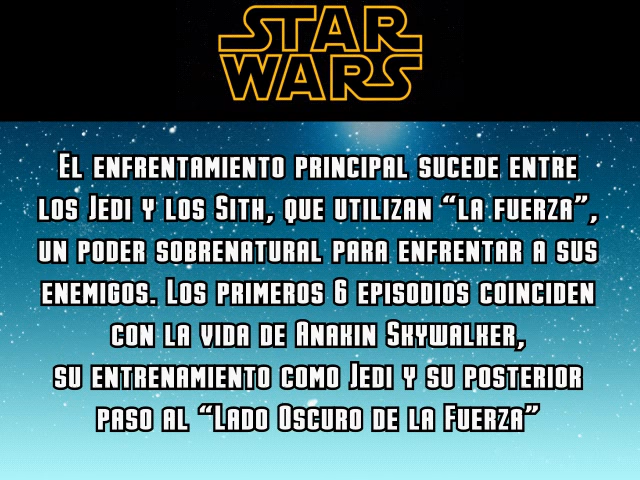 STAR
WARS
El enfrentamiento principal sucede entre
los Jedi y los Sith, que utilizan “la fuerza”,
un poder sobrenatural para enfrentar a sus
enemigos. Los primeros 6 episodios coinciden
con la vida de Anakin Skywalker,
su entrenamiento como Jedi y su posterior
paso al “Lado Oscuro de la Fuerza”